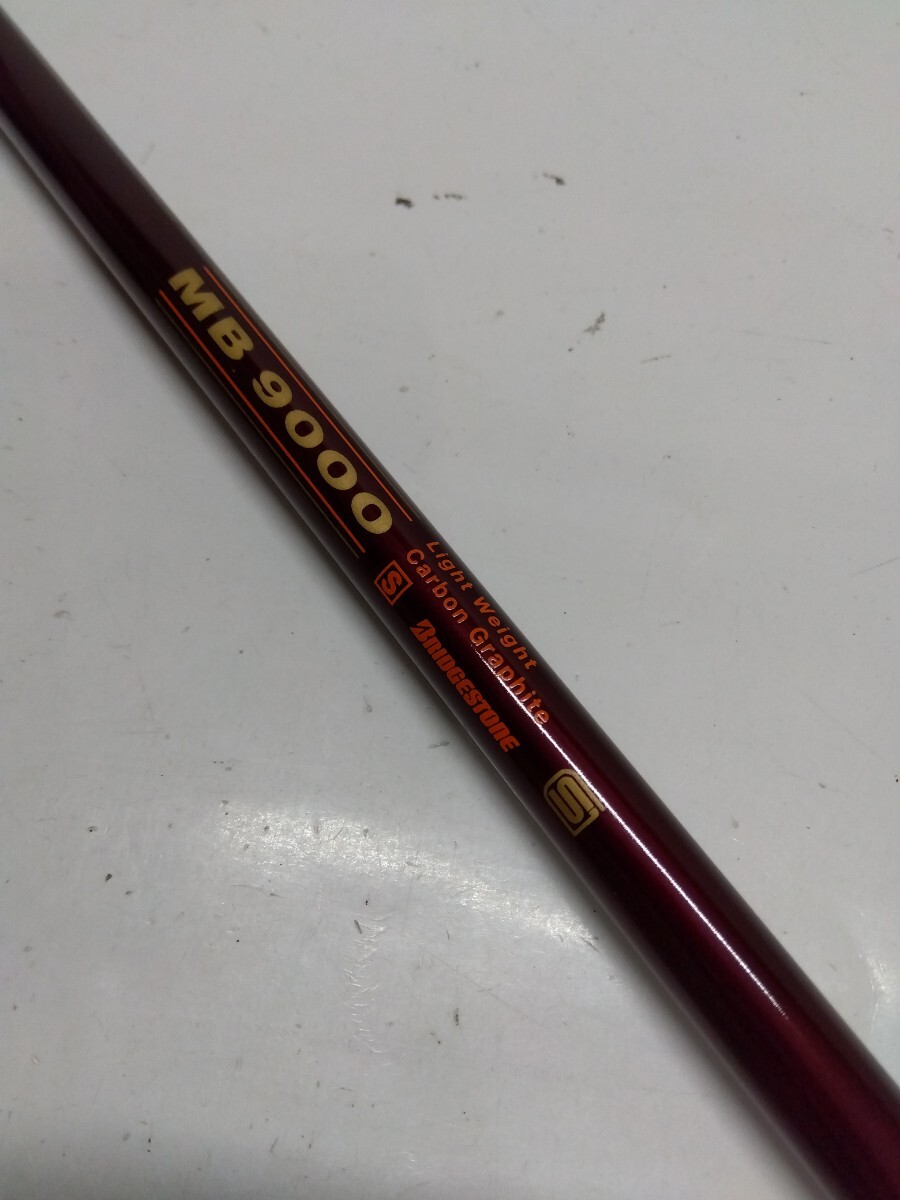 MB 9000
S
Light Weight
Carbon Graphite
BRIDGESTONE
S